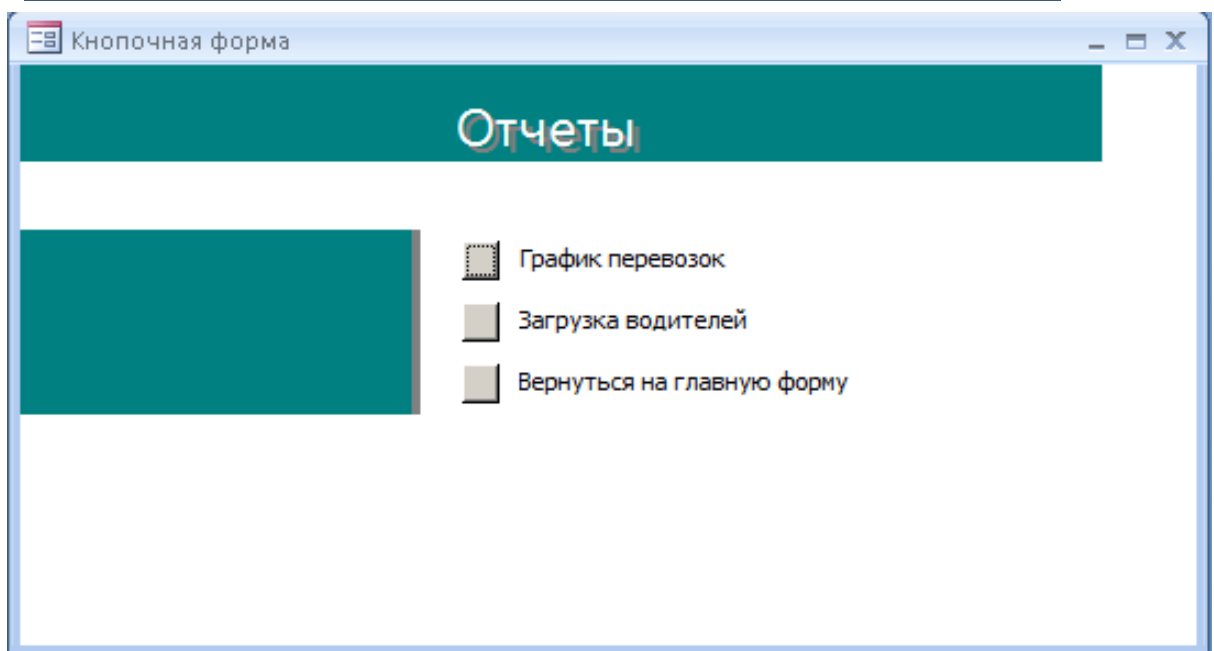 Кнопочная форма
Отчеты
График перевозок
Загрузка водителей
Вернуться на главную форму